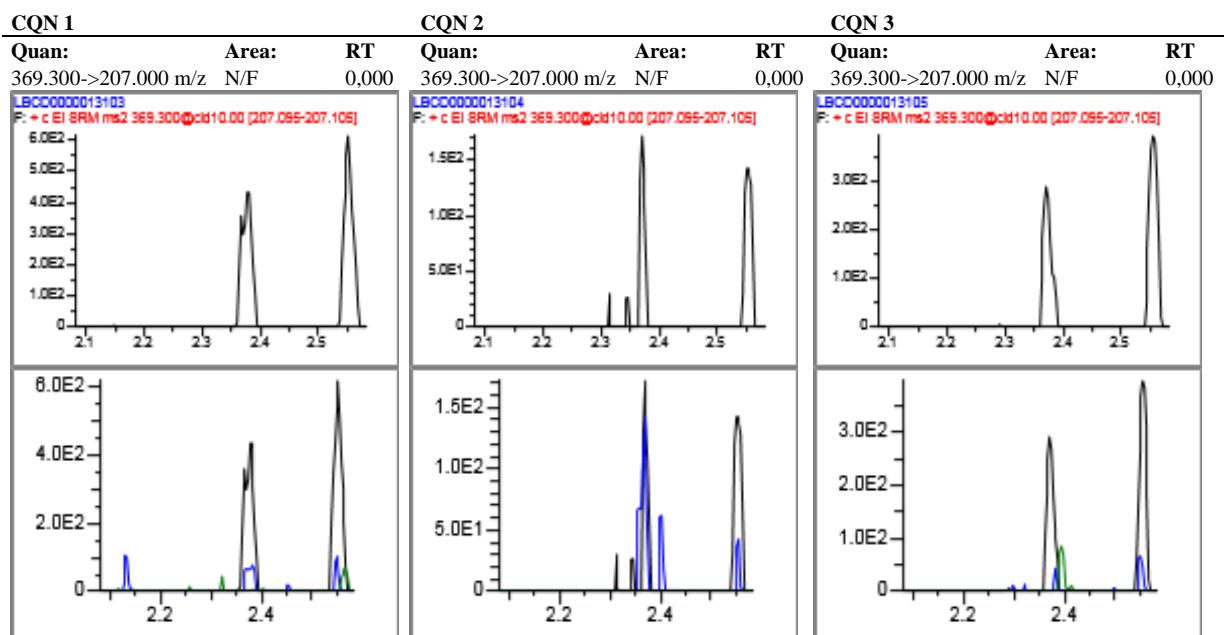 CQN 1 CQN 2 CQN 3
Quan: Area: RT Quan: Area: RT Quan: Area: RT
369.300->207.000 m/z N/F 0,000 369.300->207.000 m/z N/F 0,000 369.300->207.000 m/z N/F 0,000
LBCD0000013103 LBCD0000013104 LBCD0000013105
F: + c EI SRM ms2 369.300@cid10.00 [207.095-207.105] F: + c EI SRM ms2 369.300@cid10.00 [207.095-207.105] F: + c EI SRM ms2 369.300@cid10.00 [207.095-207.105]
6.0E2 1.5E2 3.0E2
5.0E2 1.0E2 2.0E2
4.0E2 5.0E1 1.0E2
3.0E2 0 0
2.0E2
1.0E2
0
2.1 2.2 2.3 2.4 2.5 2.1 2.2 2.3 2.4 2.5 2.1 2.2 2.3 2.4 2.5
6.0E2 1.5E2 3.0E2
4.0E2 1.0E2 2.0E2
2.0E2 5.0E1 1.0E2
0 0 0
2.2 2.4 2.2 2.4 2.2 2.4